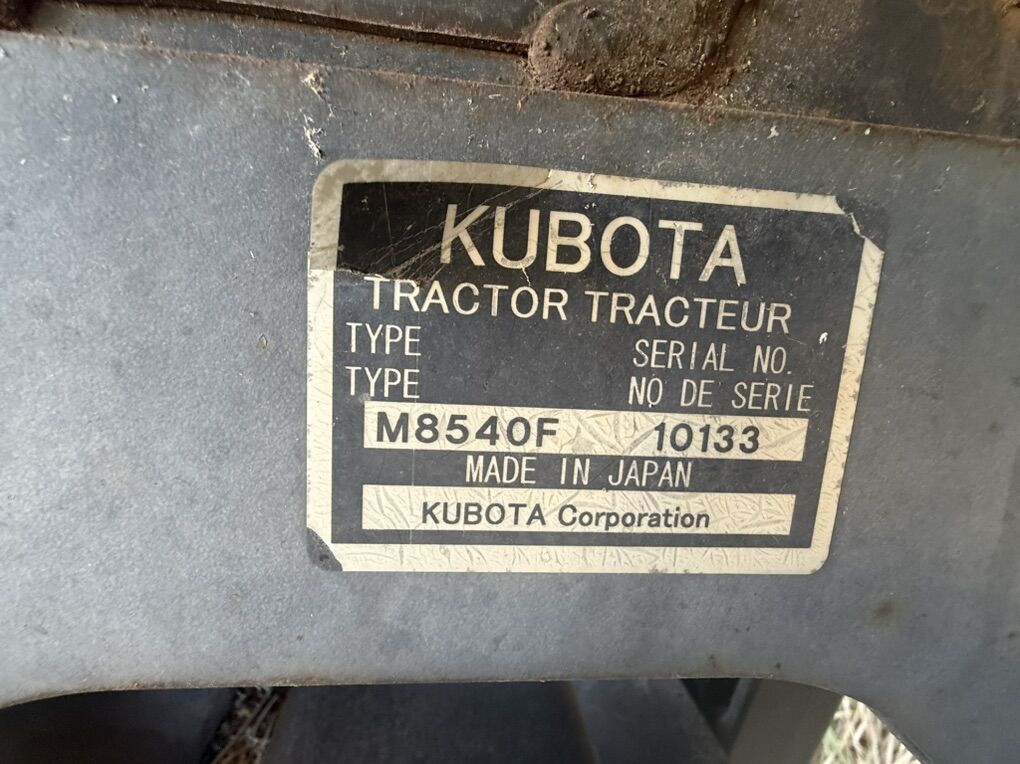 KUBOTA
TRACTOR TRACTEUR
TYPE SERIAL NO.
TYPE NO DE SERIE
M8540F 10133
MADE IN JAPAN
KUBOTA Corporation